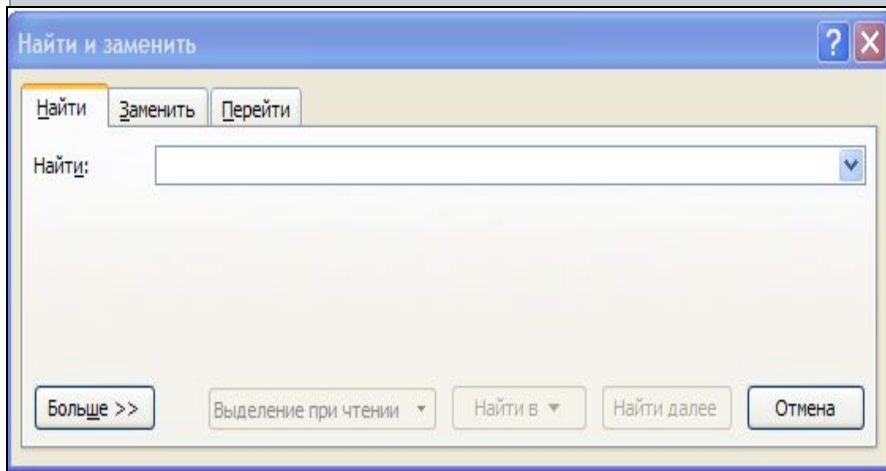 Найти и заменить
Найти Заменить Перейти
Найти:
Больше >> Выделение при чтении Найти в Найти далее Отмена